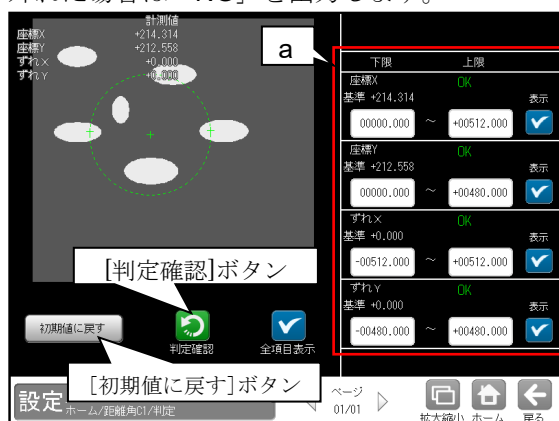 外れた場合は「NG」を出力します。
計測値
座標X +214.314
座標Y +212.558
ずれX +0.000
ずれY +0.000
a
下限 上限
座標X OK
基準 +214.314 表示
00000.000 ~ +00512.000
座標Y OK
基準 +212.558 表示
00000.000 ~ +00480.000
ずれX OK
基準 +0.000 表示
-00512.000 ~ +00512.000
ずれY OK
基準 +0.000 表示
-00480.000 ~ +00480.000
[判定確認]ボタン
初期値に戻す 判定確認 全項目表示
[初期値に戻す]ボタン
設定 ホーム/距離角C1/判定
ページ
01/01
拡大縮小 ホーム 戻る